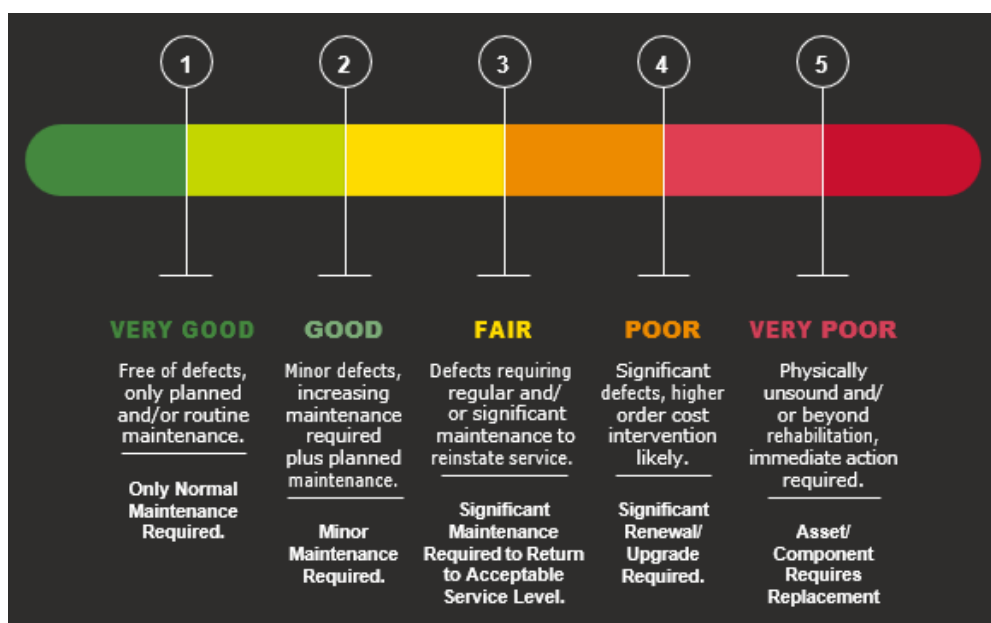 1
2
3
4
5
VERY GOOD
Free of defects,
only planned
and/or routine
maintenance.
Only Normal
Maintenance
Required.
GOOD
Minor defects,
increasing
maintenance
required
plus planned
maintenance.
Minor
Maintenance
Required.
FAIR
Defects requiring
regular and/
or significant
maintenance to
reinstate service.
Significant
Maintenance
Required to Return
to Acceptable
Service Level.
POOR
Significant
defects, higher
order cost
intervention
likely.
Significant
Renewal/
Upgrade
Required.
VERY POOR
Physically
unsound and/
or beyond
rehabilitation,
immediate action
required.
Asset/
Component
Requires
Replacement